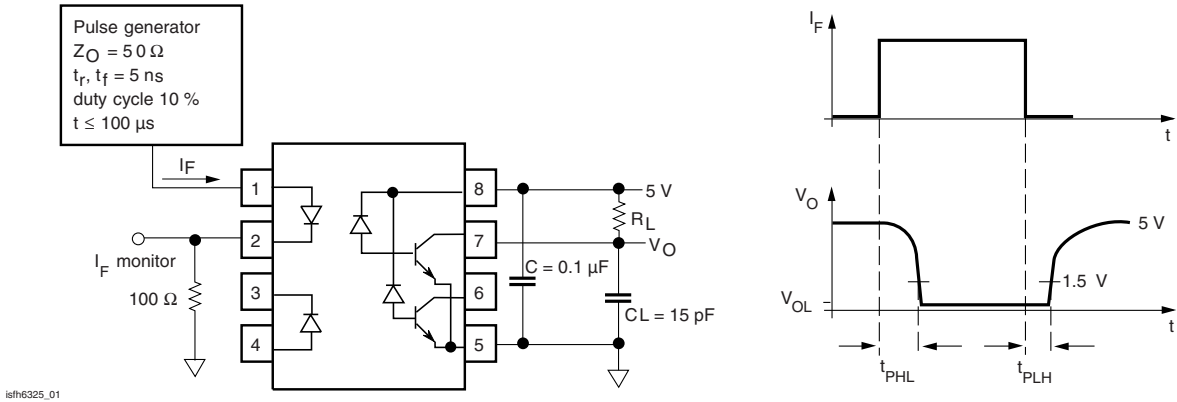 Pulse generator
ZO = 50 Ω
tr, tf = 5 ns
duty cycle 10 %
t ≤ 100 µs
IF
1
2
3
4
8
7
6
5
IF monitor
100 Ω
5 V
RL
VO
C = 0.1 µF
CL = 15 pF
isfh6325_01
IF
t
VO
5 V
1.5 V
VOL
t
tPHL
tPLH